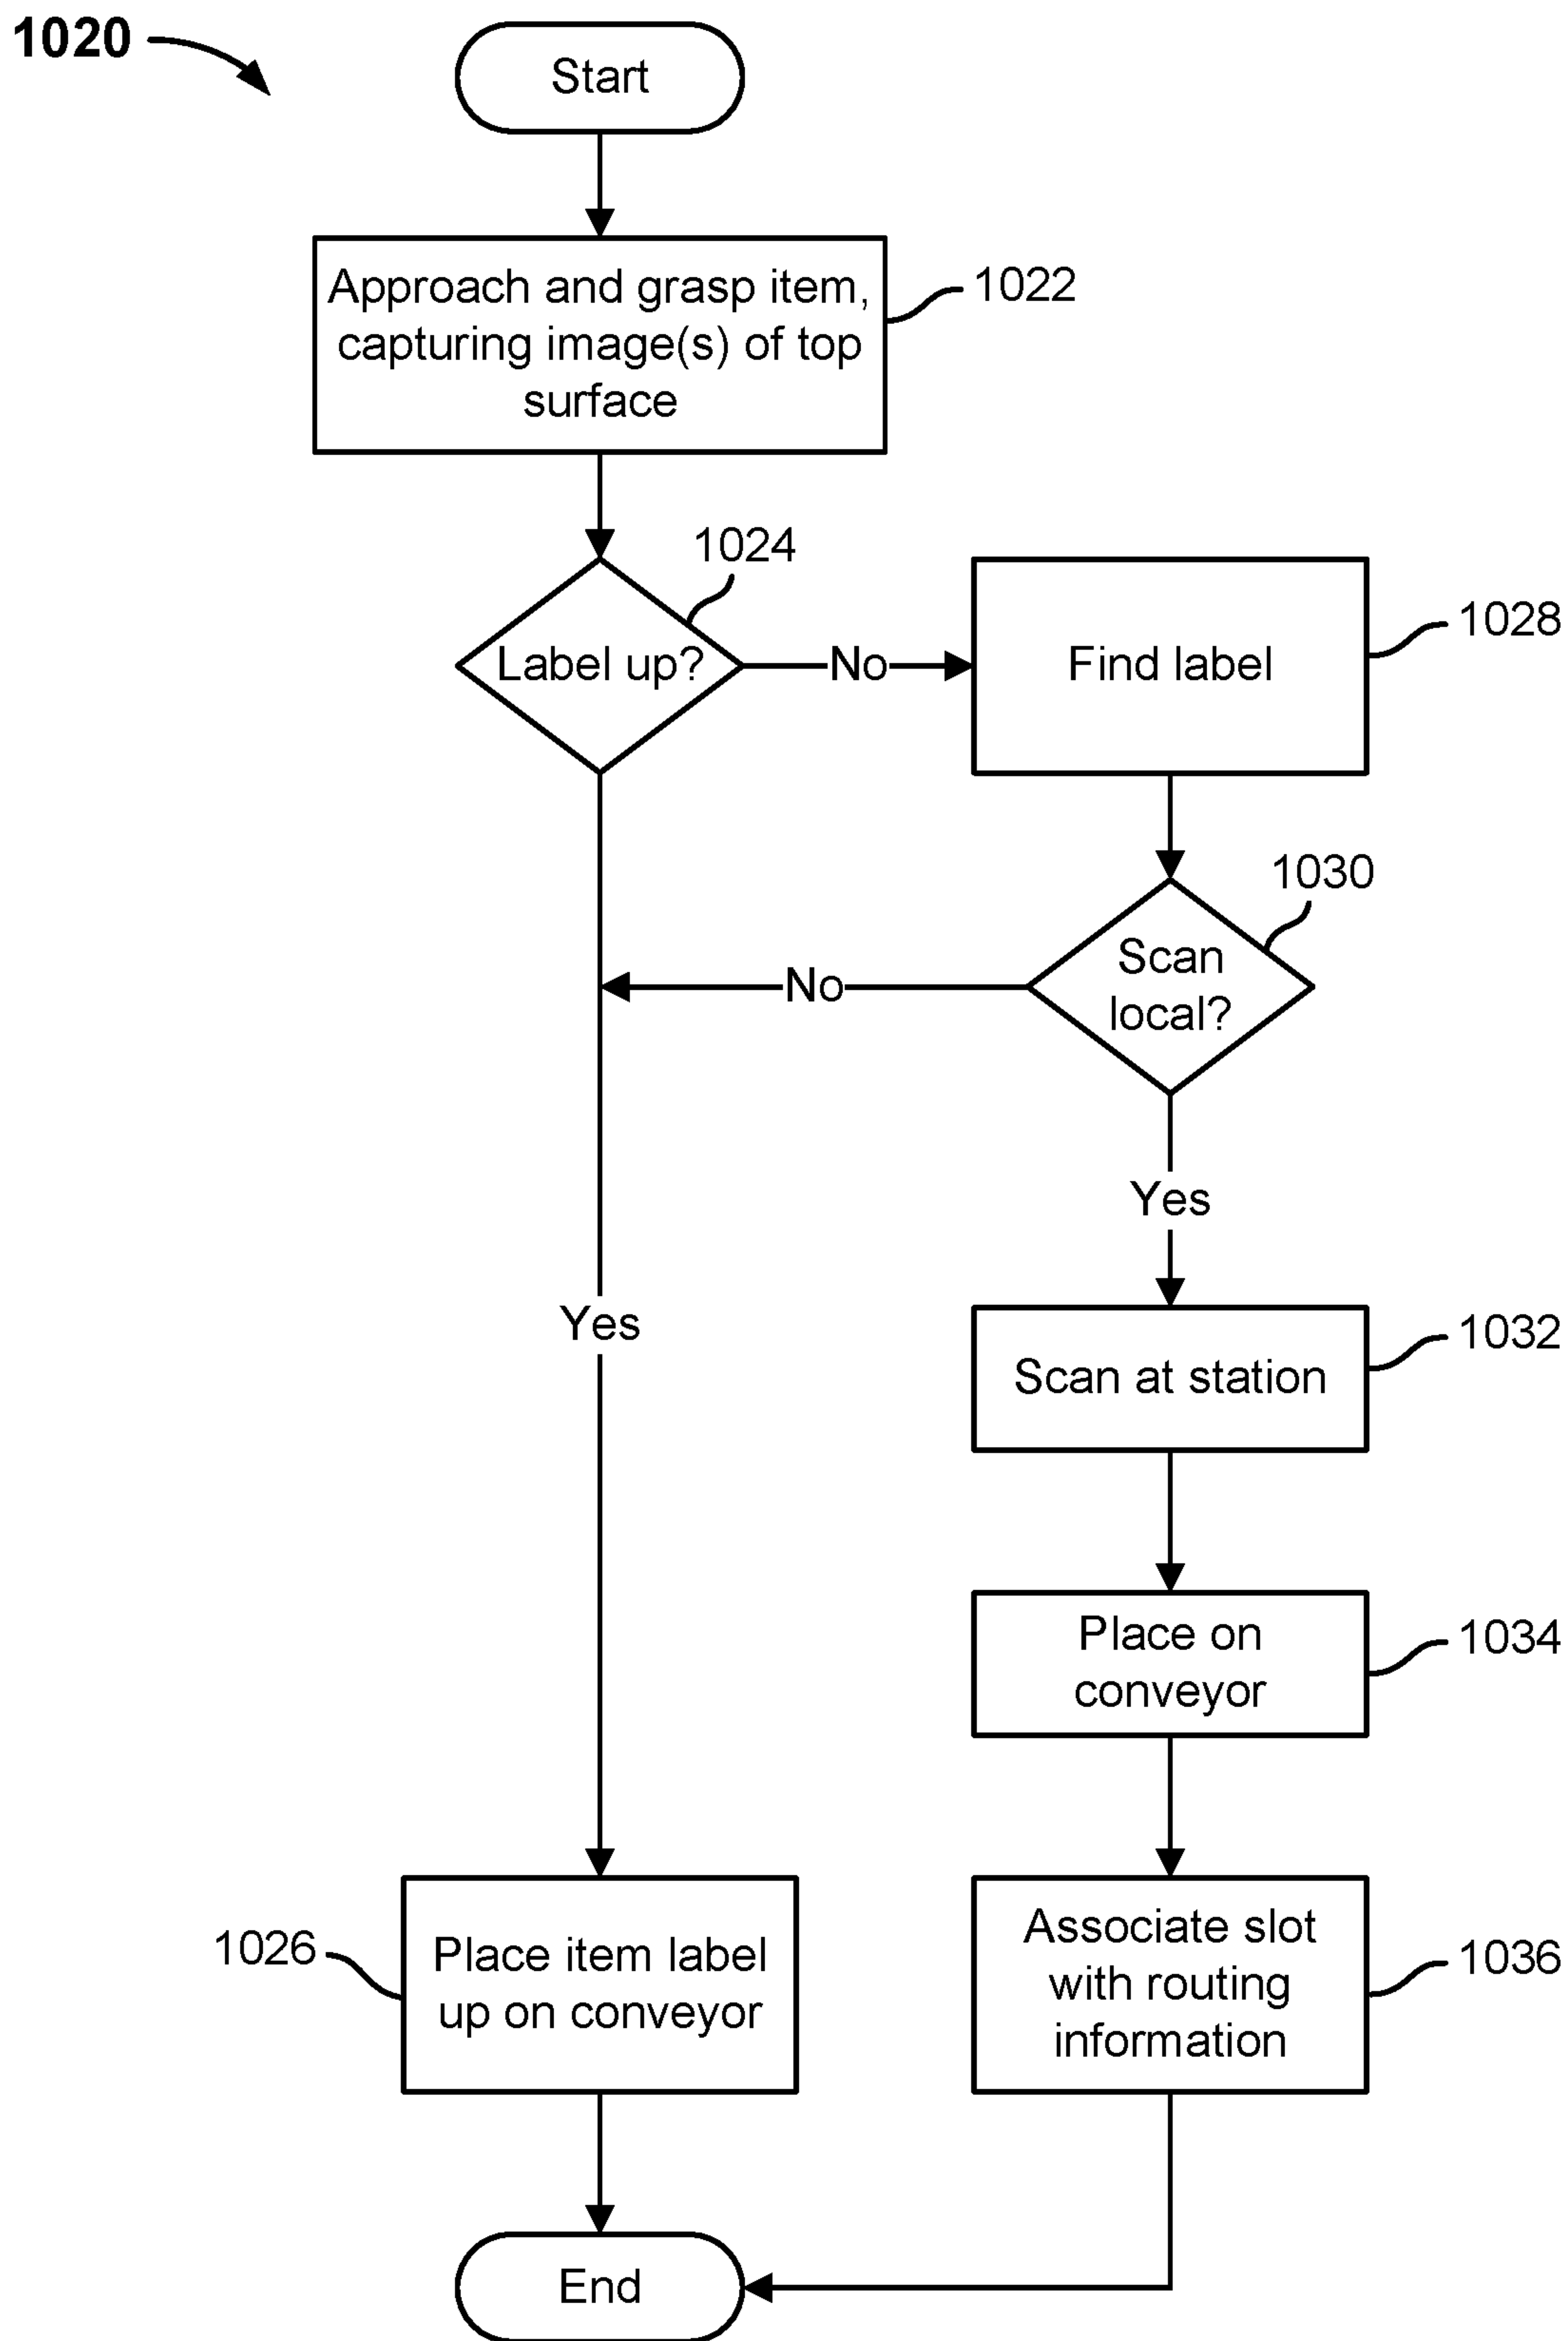 1020
Start
Approach and grasp item,
capturing image(s) of top
surface
1022
1024
Label up?
No
Find label
1028
1030
Scan
local?
No
Yes
Scan at station
1032
Yes
Place on
conveyor
1034
1026
Place item label
up on conveyor
Associate slot
with routing
information
1036
End